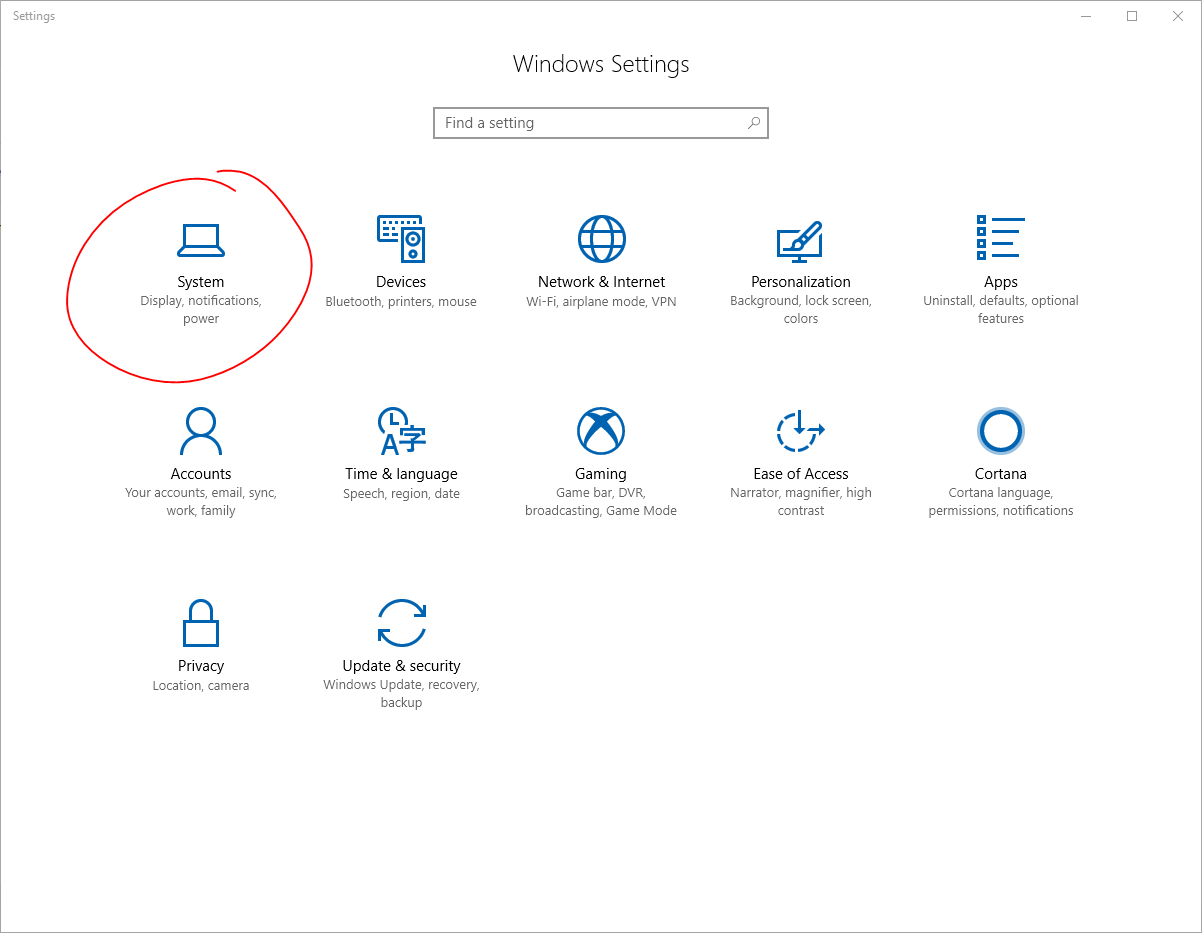 Settings
Windows Settings
Find a setting
System
Display, notifications,
power
Devices
Bluetooth, printers, mouse
Network & Internet
Wi-Fi, airplane mode, VPN
Personalization
Background, lock screen,
colors
Apps
Uninstall, defaults, optional
features
Accounts
Your accounts, email, sync,
work, family
Time & language
Speech, region, date
Gaming
Game bar, DVR,
broadcasting, Game Mode
Ease of Access
Narrator, magnifier, high
contrast
Cortana
Cortana language,
permissions, notifications
Privacy
Location, camera
Update & security
Windows Update, recovery,
backup